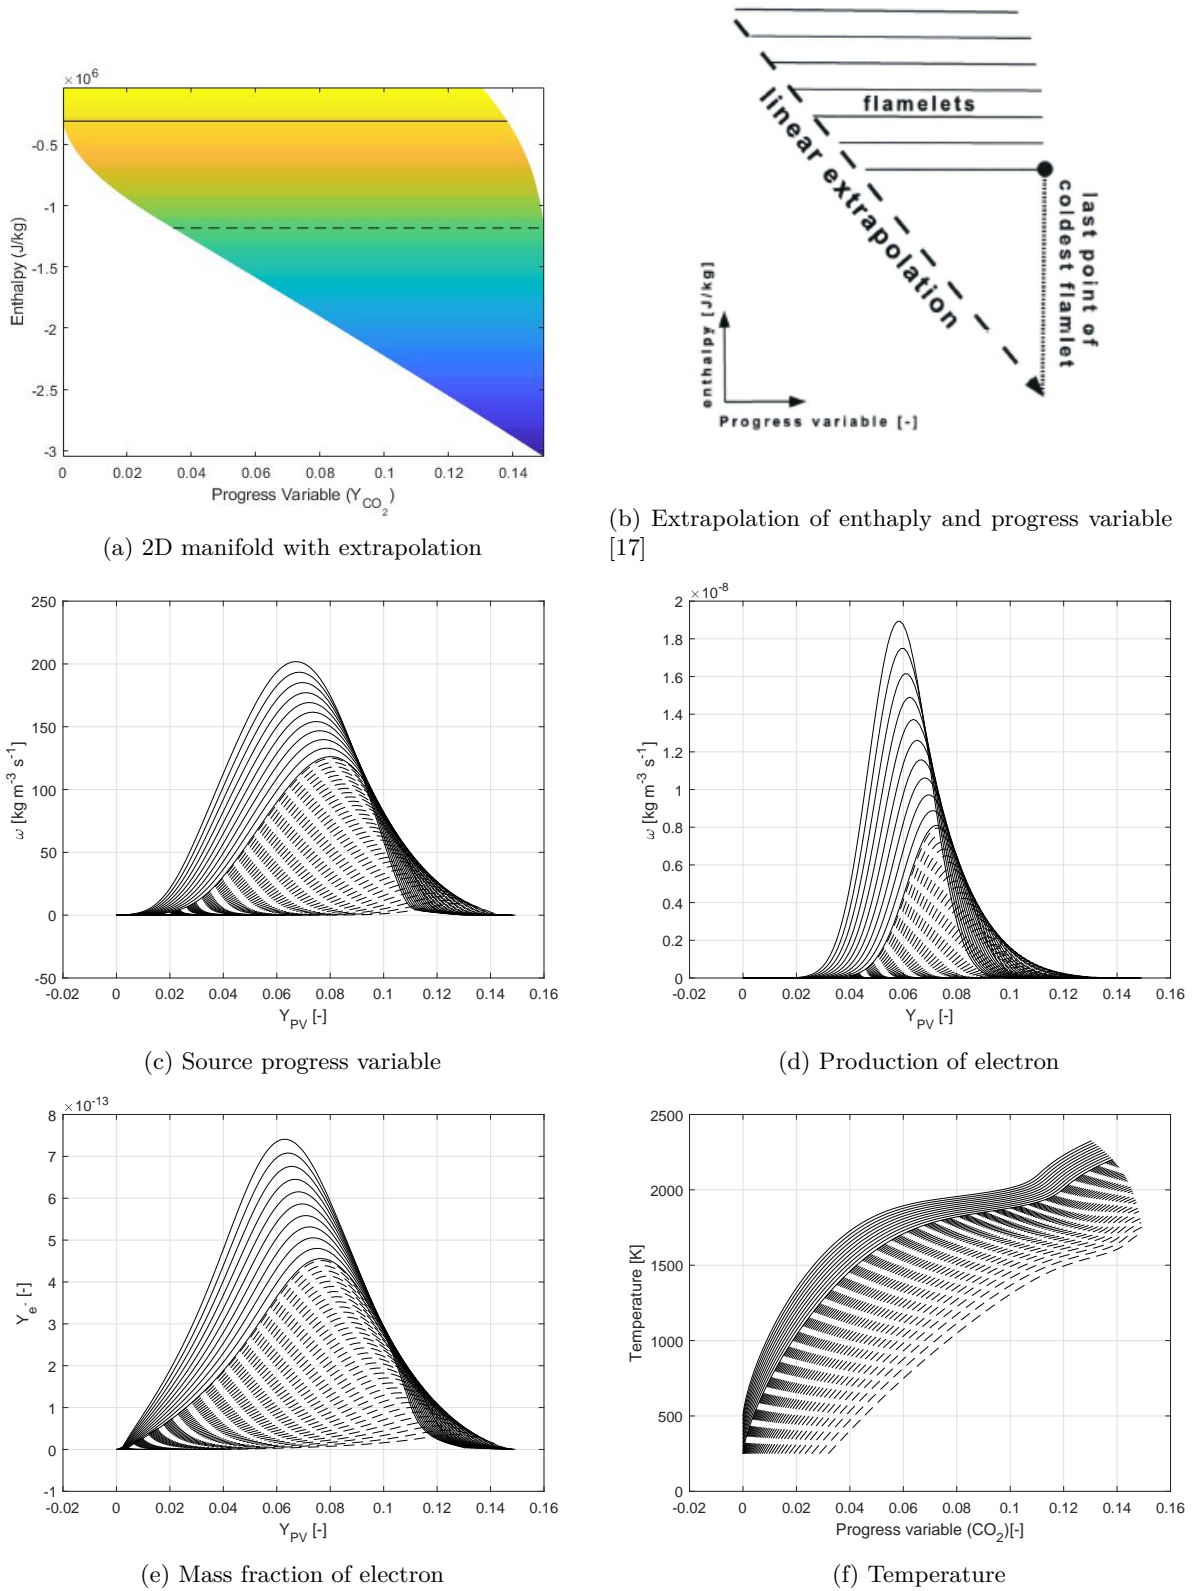 ×10⁶
-0.5
-1
-1.5
-2
-2.5
-3
Enthalpy (J/kg)
0 0.02 0.04 0.06 0.08 0.1 0.12 0.14
Progress Variable (Y_CO₂)
(a) 2D manifold with extrapolation
flamelets
linear extrapolation
last point of
coldest flamlet
enthalpy [J/kg]
Progress variable [-]
(b) Extrapolation of enthaply and progress variable
[17]
250
200
150
100
50
0
-50
ω [kg m⁻³ s⁻¹]
-0.02 0 0.02 0.04 0.06 0.08 0.1 0.12 0.14 0.16
Y_PV [-]
(c) Source progress variable
×10⁻⁸
2
1.8
1.6
1.4
1.2
1
0.8
0.6
0.4
0.2
0
ω [kg m⁻³ s⁻¹]
-0.02 0 0.02 0.04 0.06 0.08 0.1 0.12 0.14 0.16
Y_PV [-]
(d) Production of electron
×10⁻¹³
8
7
6
5
4
3
2
1
0
-1
Y_e⁻ [-]
-0.02 0 0.02 0.04 0.06 0.08 0.1 0.12 0.14 0.16
Y_PV [-]
(e) Mass fraction of electron
2500
2000
1500
1000
500
0
Temperature [K]
-0.02 0 0.02 0.04 0.06 0.08 0.1 0.12 0.14 0.16
Progress variable (CO₂)[-]
(f) Temperature